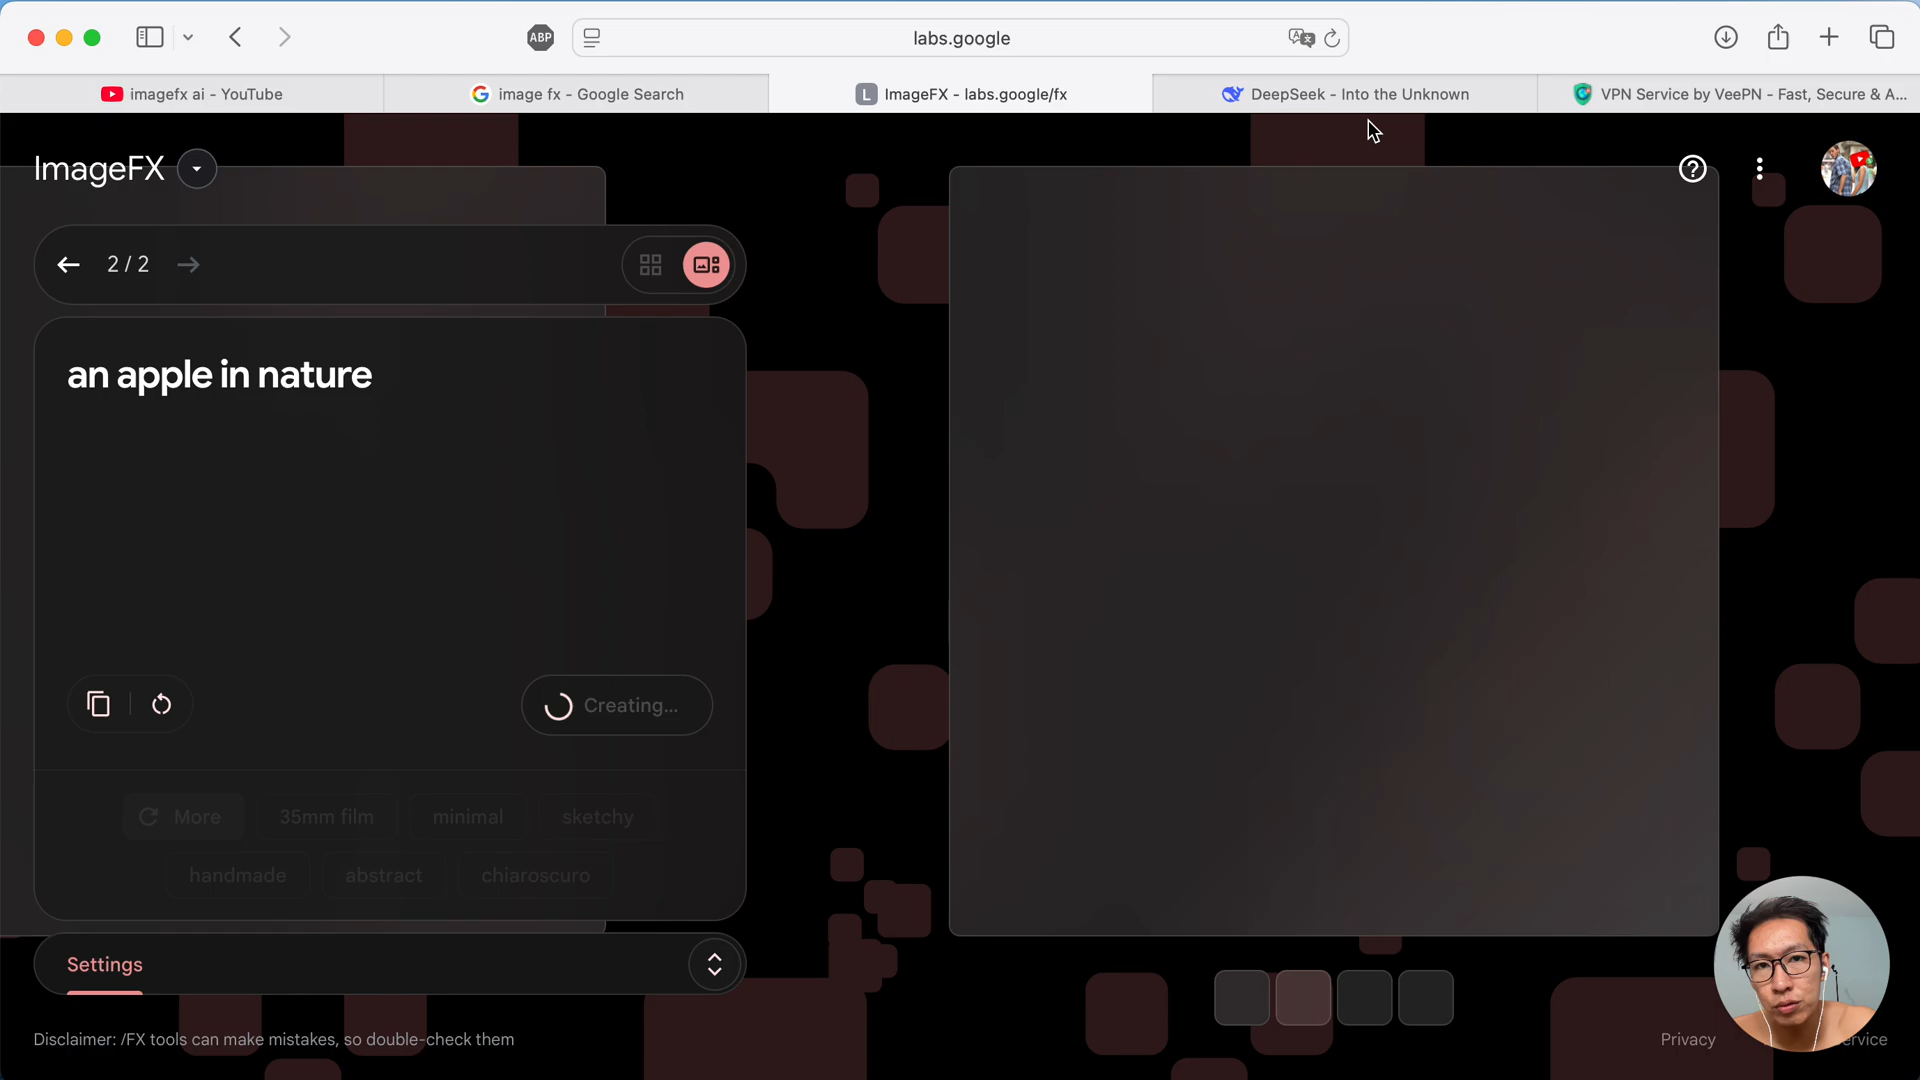 ABP
labs.google
imagefx ai - YouTube
image fx - Google Search
L ImageFX - labs.google/fx
DeepSeek - Into the Unknown
VPN Service by VeePN - Fast, Secure & A...
ImageFX
2 / 2
an apple in nature
Creating...
More
35mm film
minimal
sketchy
handmade
abstract
chiaroscuro
Settings
Disclaimer: /FX tools can make mistakes, so double-check them
Privacy
ervice